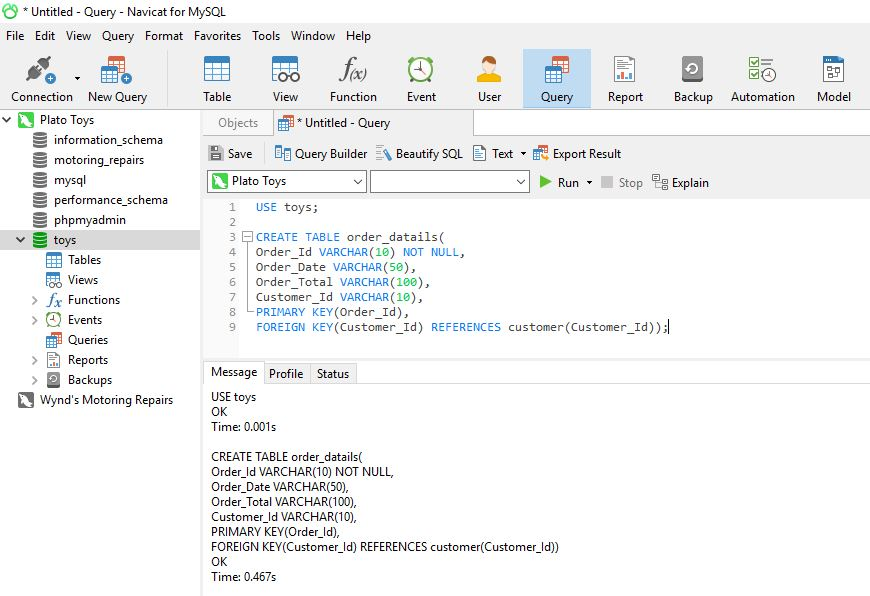 * Untitled - Query - Navicat for MySQL
File Edit View Query Format Favorites Tools Window Help
Connection New Query Table View Function Event User Query Report Backup Automation Model
f(x)
Plato Toys
information_schema
motoring_repairs
mysql
performance_schema
phpmyadmin
toys
Tables
Views
fx Functions
Events
Queries
Reports
Backups
Wynd's Motoring Repairs
Objects * Untitled - Query
Save Query Builder Beautify SQL Text Export Result
Plato Toys Run Stop Explain
1 USE toys;
2
3 CREATE TABLE order_datails(
4 Order_Id VARCHAR(10) NOT NULL,
5 Order_Date VARCHAR(50),
6 Order_Total VARCHAR(100),
7 Customer_Id VARCHAR(10),
8 PRIMARY KEY(Order_Id),
9 FOREIGN KEY(Customer_Id) REFERENCES customer(Customer_Id));
Message Profile Status
USE toys
OK
Time: 0.001s
CREATE TABLE order_datails(
Order_Id VARCHAR(10) NOT NULL,
Order_Date VARCHAR(50),
Order_Total VARCHAR(100),
Customer_Id VARCHAR(10),
PRIMARY KEY(Order_Id),
FOREIGN KEY(Customer_Id) REFERENCES customer(Customer_Id))
OK
Time: 0.467s